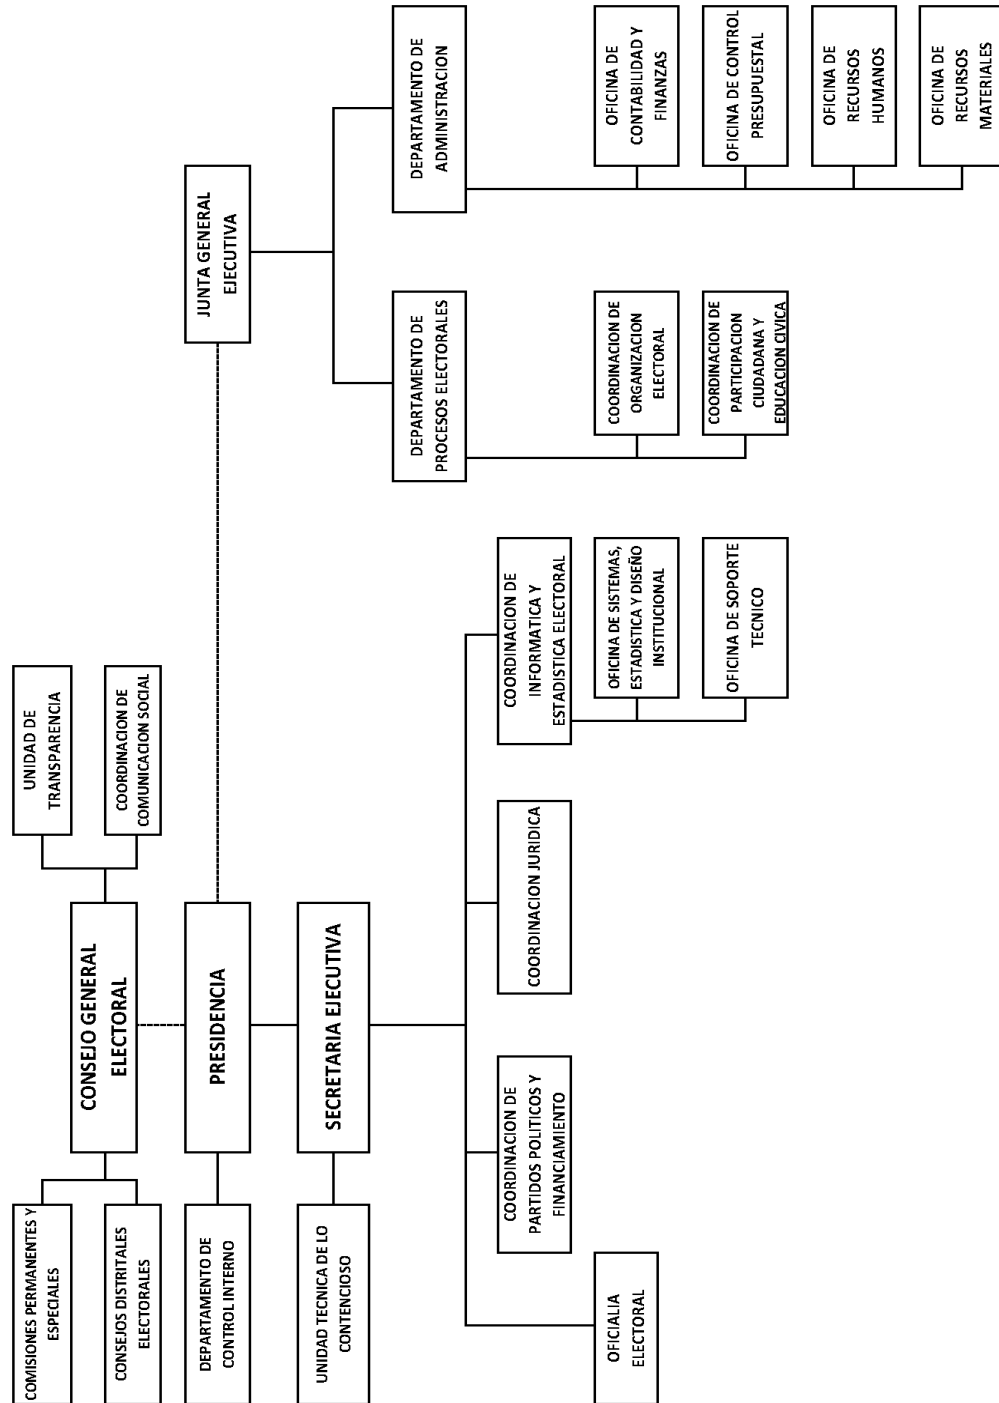 COMISIONES PERMANENTES Y
ESPECIALES
CONSEJOS DISTRITALES
ELECTORALES
CONSEJO GENERAL
ELECTORAL
UNIDAD DE
TRANSPARENCIA
COORDINACION DE
COMUNICACION SOCIAL
DEPARTAMENTO DE
CONTROL INTERNO
PRESIDENCIA
JUNTA GENERAL
EJECUTIVA
UNIDAD TECNICA DE LO
CONTENCIOSO
SECRETARIA EJECUTIVA
DEPARTAMENTO DE
PROCESOS ELECTORALES
DEPARTAMENTO DE
ADMINISTRACION
COORDINACION DE
PARTIDOS POLITICOS Y
FINANCIAMIENTO
COORDINACION JURIDICA
COORDINACION DE
INFORMATICA Y
ESTADISTICA ELECTORAL
OFICIALIA
ELECTORAL
OFICINA DE SISTEMAS,
ESTADISTICA Y DISEÑO
INSTITUCIONAL
COORDINACION DE
ORGANIZACION
ELECTORAL
OFICINA DE
CONTABILIDAD Y
FINANZAS
OFICINA DE SOPORTE
TECNICO
COORDINACION DE
PARTICIPACION
CIUDADANA Y
EDUCACION CIVICA
OFICINA DE CONTROL
PRESUPUESTAL
OFICINA DE
RECURSOS
HUMANOS
OFICINA DE
RECURSOS
MATERIALES